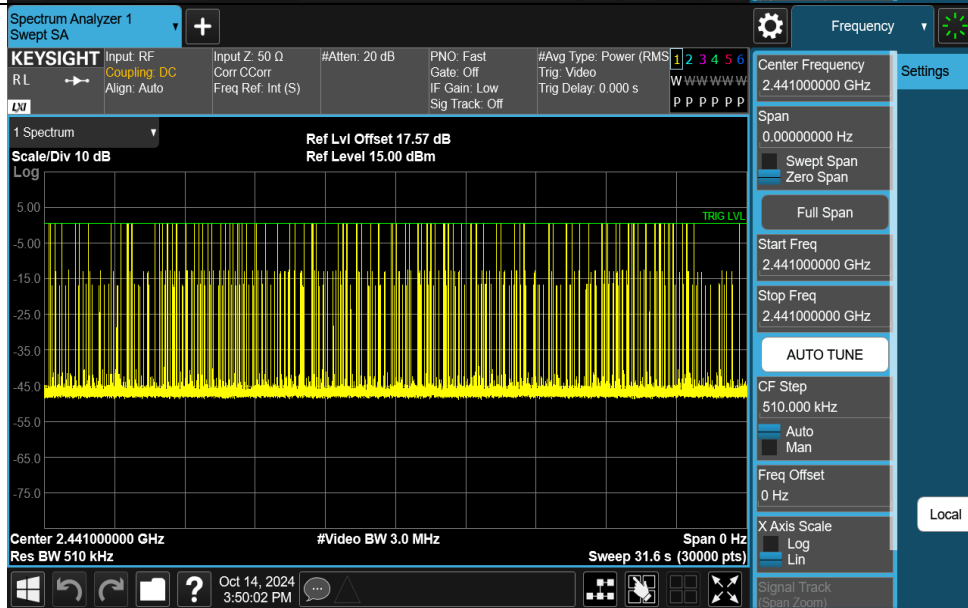 Spectrum Analyzer 1
Swept SA
+
Frequency
KEYSIGHT
RL
LXI
Input: RF
Coupling: DC
Align: Auto
Input Z: 50 Ω
Corr CCorr
Freq Ref: Int (S)
#Atten: 20 dB
PNO: Fast
Gate: Off
IF Gain: Low
Sig Track: Off
#Avg Type: Power (RMS
Trig: Video
Trig Delay: 0.000 s
1 2 3 4 5 6
W W W W W W
P P P P P P
1 Spectrum
Scale/Div 10 dB
Log
Ref Lvl Offset 17.57 dB
Ref Level 15.00 dBm
TRIG LVL
5.00
-5.00
-15.0
-25.0
-35.0
-45.0
-55.0
-65.0
-75.0
Center 2.441000000 GHz
Res BW 510 kHz
#Video BW 3.0 MHz
Span 0 Hz
Sweep 31.6 s (30000 pts)
Center Frequency
2.441000000 GHz
Settings
Span
0.00000000 Hz
Swept Span
Zero Span
Full Span
Start Freq
2.441000000 GHz
Stop Freq
2.441000000 GHz
AUTO TUNE
CF Step
510.000 kHz
Auto
Man
Freq Offset
0 Hz
X Axis Scale
Log
Lin
Local
Signal Track
(Span Zoom)
?
Oct 14, 2024
3:50:02 PM